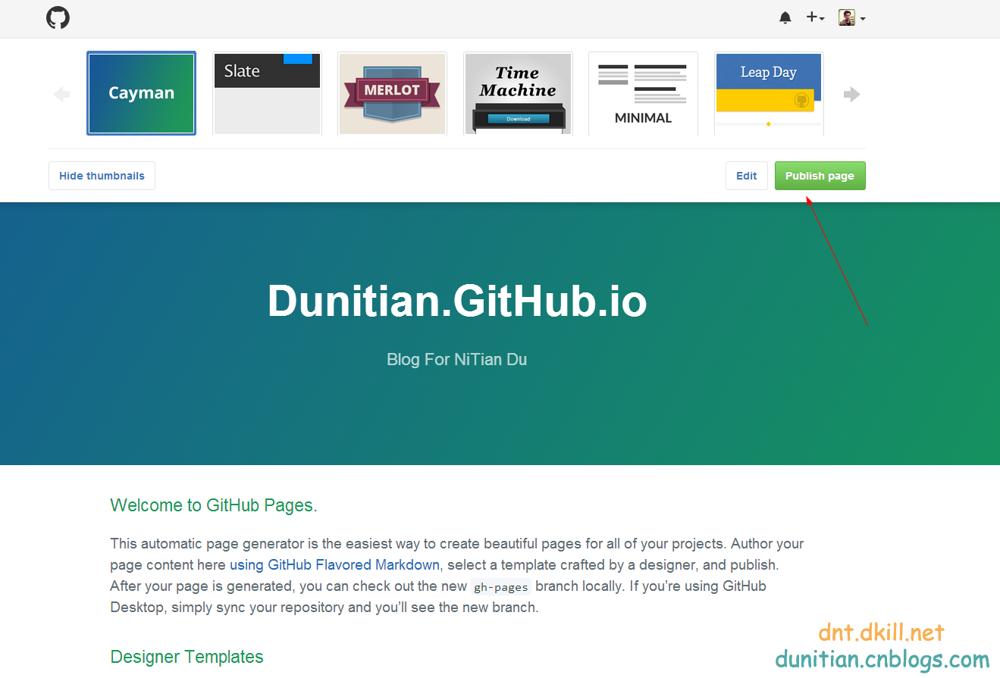 Cayman
Slate
MERLOT
Time
Machine
Download
MINIMAL
Leap Day
Hide thumbnails
Edit
Publish page
Dunitian.GitHub.io
Blog For NiTian Du
Welcome to GitHub Pages.
This automatic page generator is the easiest way to create beautiful pages for all of your projects. Author your
page content here using GitHub Flavored Markdown, select a template crafted by a designer, and publish.
After your page is generated, you can check out the new gh-pages branch locally. If you’re using GitHub
Desktop, simply sync your repository and you’ll see the new branch.
Designer Templates
dnt.dkill.net
dunitian.cnblogs.com